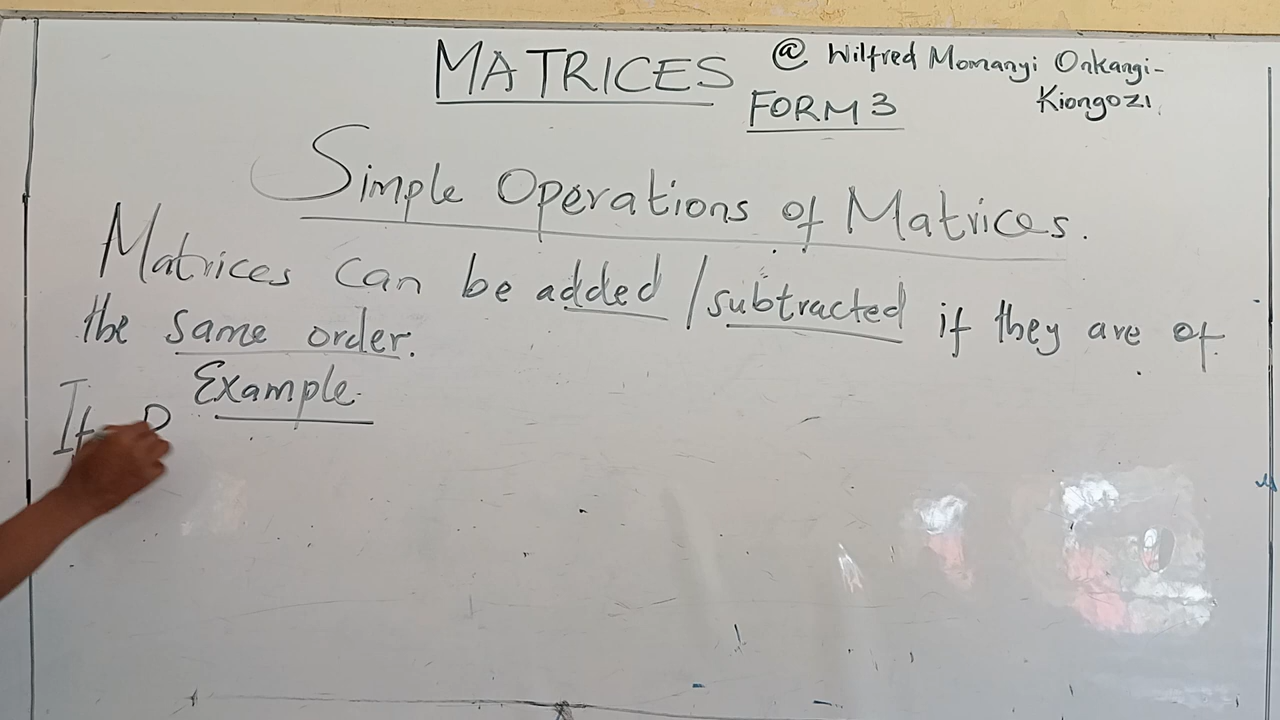 MATRICES @ Wilfred Momanyi Onkangi-
Kiongozi.
FORM 3
Simple Operations of Matrices.
Matrices can be added / subtracted if they are of
the same order.
Example.
If P